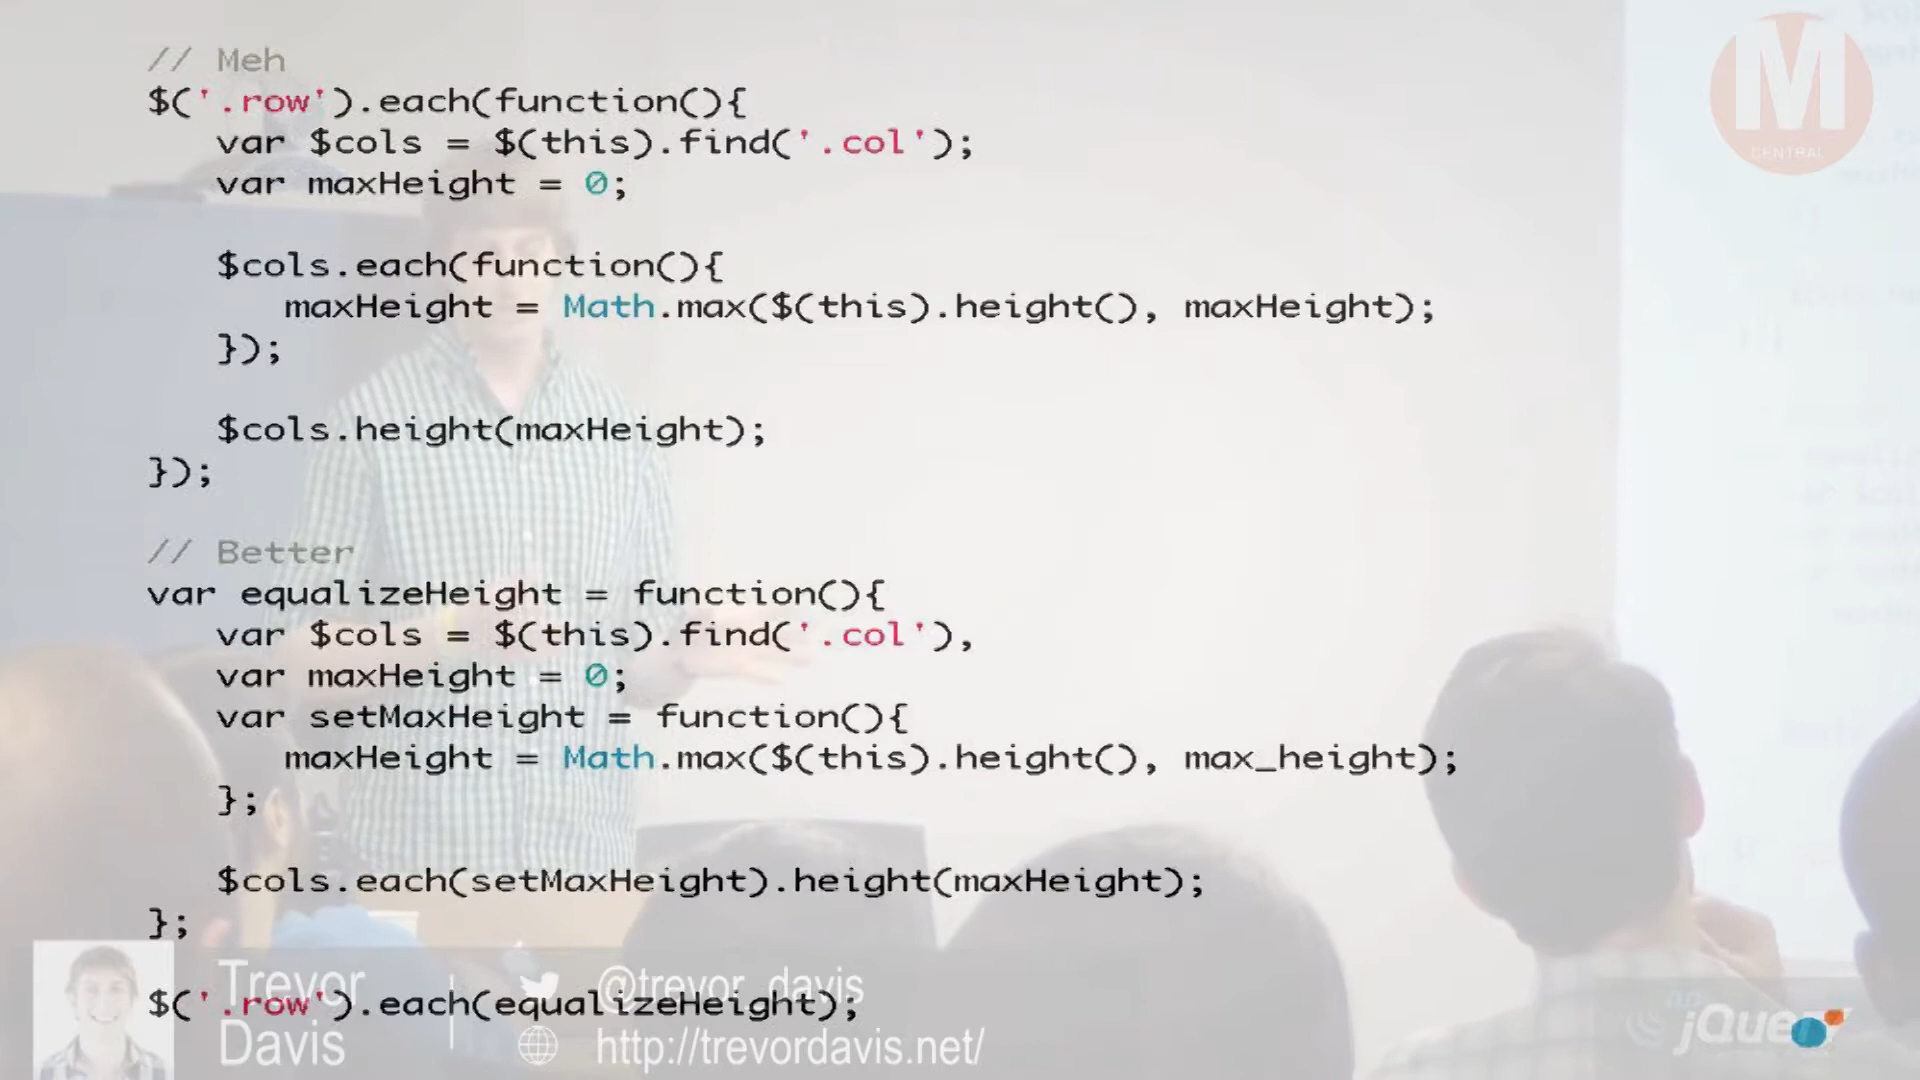 // Meh
$('.row').each(function(){
var $cols = $(this).find('.col');
var maxHeight = 0;
$cols.each(function(){
maxHeight = Math.max($(this).height(), maxHeight);
});
$cols.height(maxHeight);
});
// Better
var equalizeHeight = function(){
var $cols = $(this).find('.col'),
var maxHeight = 0;
var setMaxHeight = function(){
maxHeight = Math.max($(this).height(), max_height);
};
$cols.each(setMaxHeight).height(maxHeight);
};
$('.row').each(equalizeHeight);
Trevor
Davis
@trevor_davis
http://trevordavis.net/
M
CENTRAL
jQuery